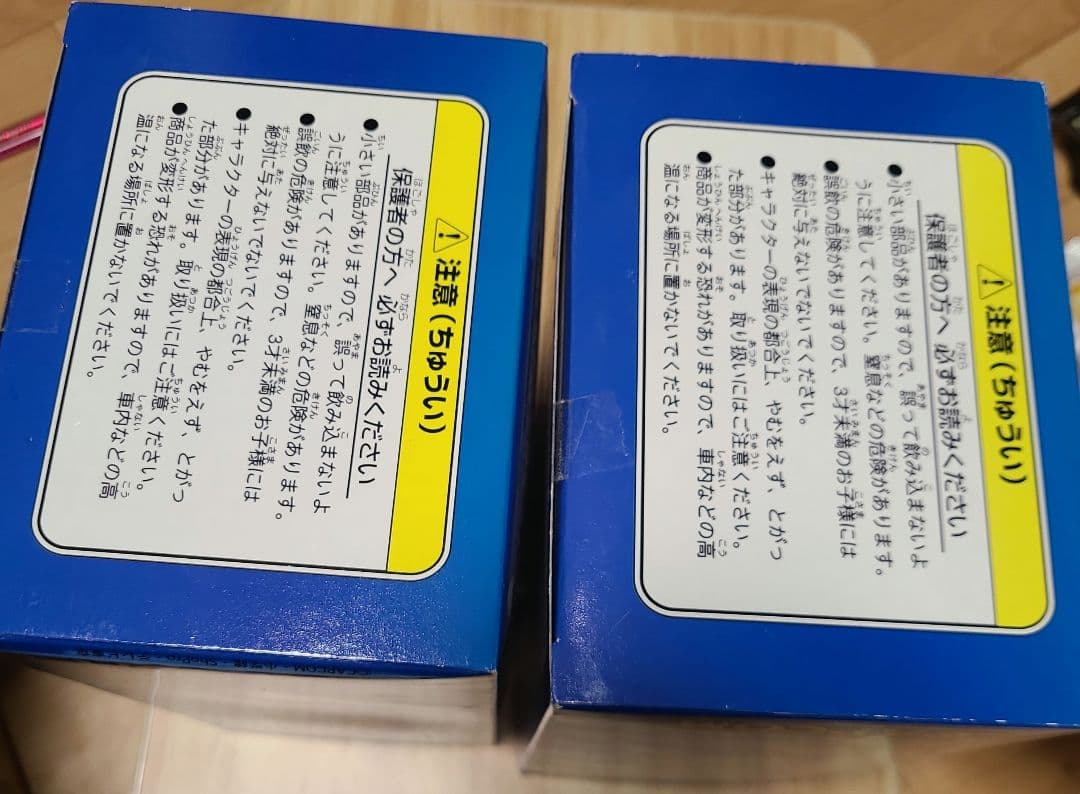 ⚠ 注意(ちゅうい)
保護者の方へ 必ずお読みください
●小さい部品がありますので、誤って飲み込まないよ
うに注意してください。窒息などの危険があります。
●誤飲の危険がありますので、3才未満のお子様には
絶対に与えないでないでください。
●キャラクターの表現の都合上、やむをえず、とがっ
た部分があります。取り扱いにはご注意ください。
●商品が変形する恐れがありますので、車内などの高
温になる場所に置かないでください。
©CAPCOM・小学館・ShoPro・テレビ東京
⚠ 注意(ちゅうい)
保護者の方へ 必ずお読みください
●小さい部品がありますので、誤って飲み込まないよ
うに注意してください。窒息などの危険があります。
●誤飲の危険がありますので、3才未満のお子様には
絶対に与えないでないでください。
●キャラクターの表現の都合上、やむをえず、とがっ
た部分があります。取り扱いにはご注意ください。
●商品が変形する恐れがありますので、車内などの高
温になる場所に置かないでください。